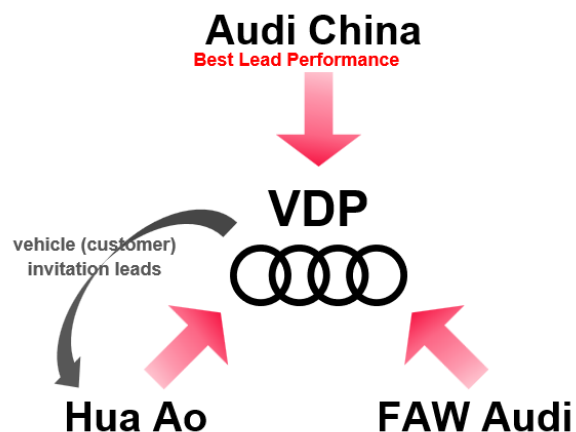 Audi China
Best Lead Performance
VDP
vehicle (customer)
invitation leads
Hua Ao
FAW Audi